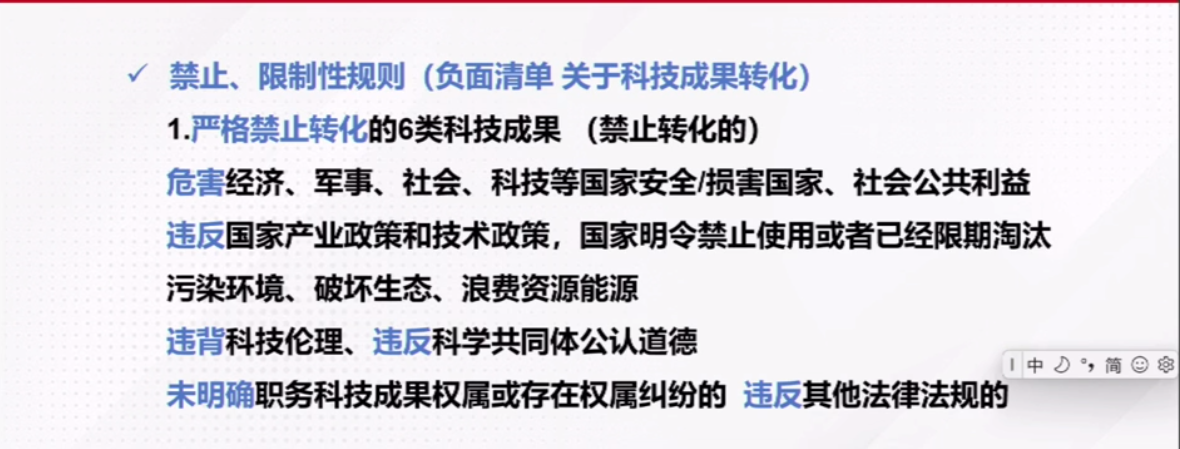 ✓ 禁止、限制性规则（负面清单 关于科技成果转化）
1.严格禁止转化的6类科技成果 （禁止转化的）
危害经济、军事、社会、科技等国家安全/损害国家、社会公共利益
违反国家产业政策和技术政策，国家明令禁止使用或者已经限期淘汰
污染环境、破坏生态、浪费资源能源
违背科技伦理、违反科学共同体公认道德
中 简
未明确职务科技成果权属或存在权属纠纷的 违反其他法律法规的